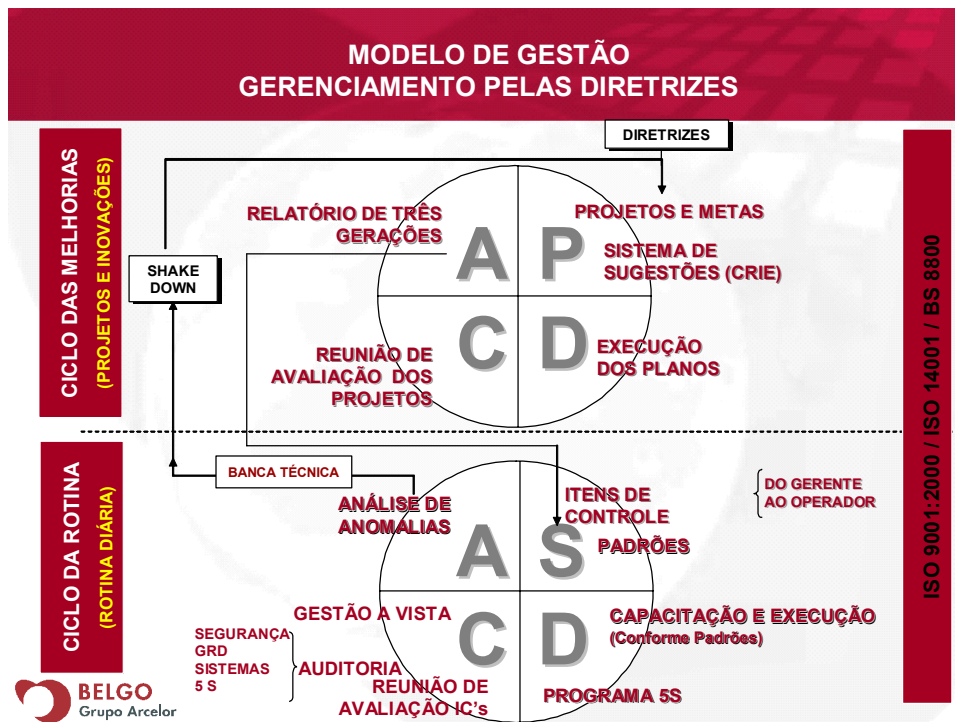 MODELO DE GESTÃO
GERENCIAMENTO PELAS DIRETRIZES
CICLO DAS MELHORIAS
(PROJETOS E INOVAÇÕES)
DIRETRIZES
RELATÓRIO DE TRÊS
GERAÇÕES
PROJETOS E METAS
SISTEMA DE
SUGESTÕES (CRIE)
A P
SHAKE
DOWN
C D
REUNIÃO DE
AVALIAÇÃO DOS
PROJETOS
EXECUÇÃO
DOS PLANOS
CICLO DA ROTINA
(ROTINA DIÁRIA)
BANCA TÉCNICA
ANÁLISE DE
ANOMALIAS
ITENS DE
CONTROLE
PADRÕES
DO GERENTE
AO OPERADOR
A S
C D
GESTÃO A VISTA
CAPACITAÇÃO E EXECUÇÃO
(Conforme Padrões)
SEGURANÇA
GRD
SISTEMAS
5 S
AUDITORIA
REUNIÃO DE
AVALIAÇÃO IC's
PROGRAMA 5S
ISO 9001:2000 / ISO 14001 / BS 8800
BELGO
Grupo Arcelor